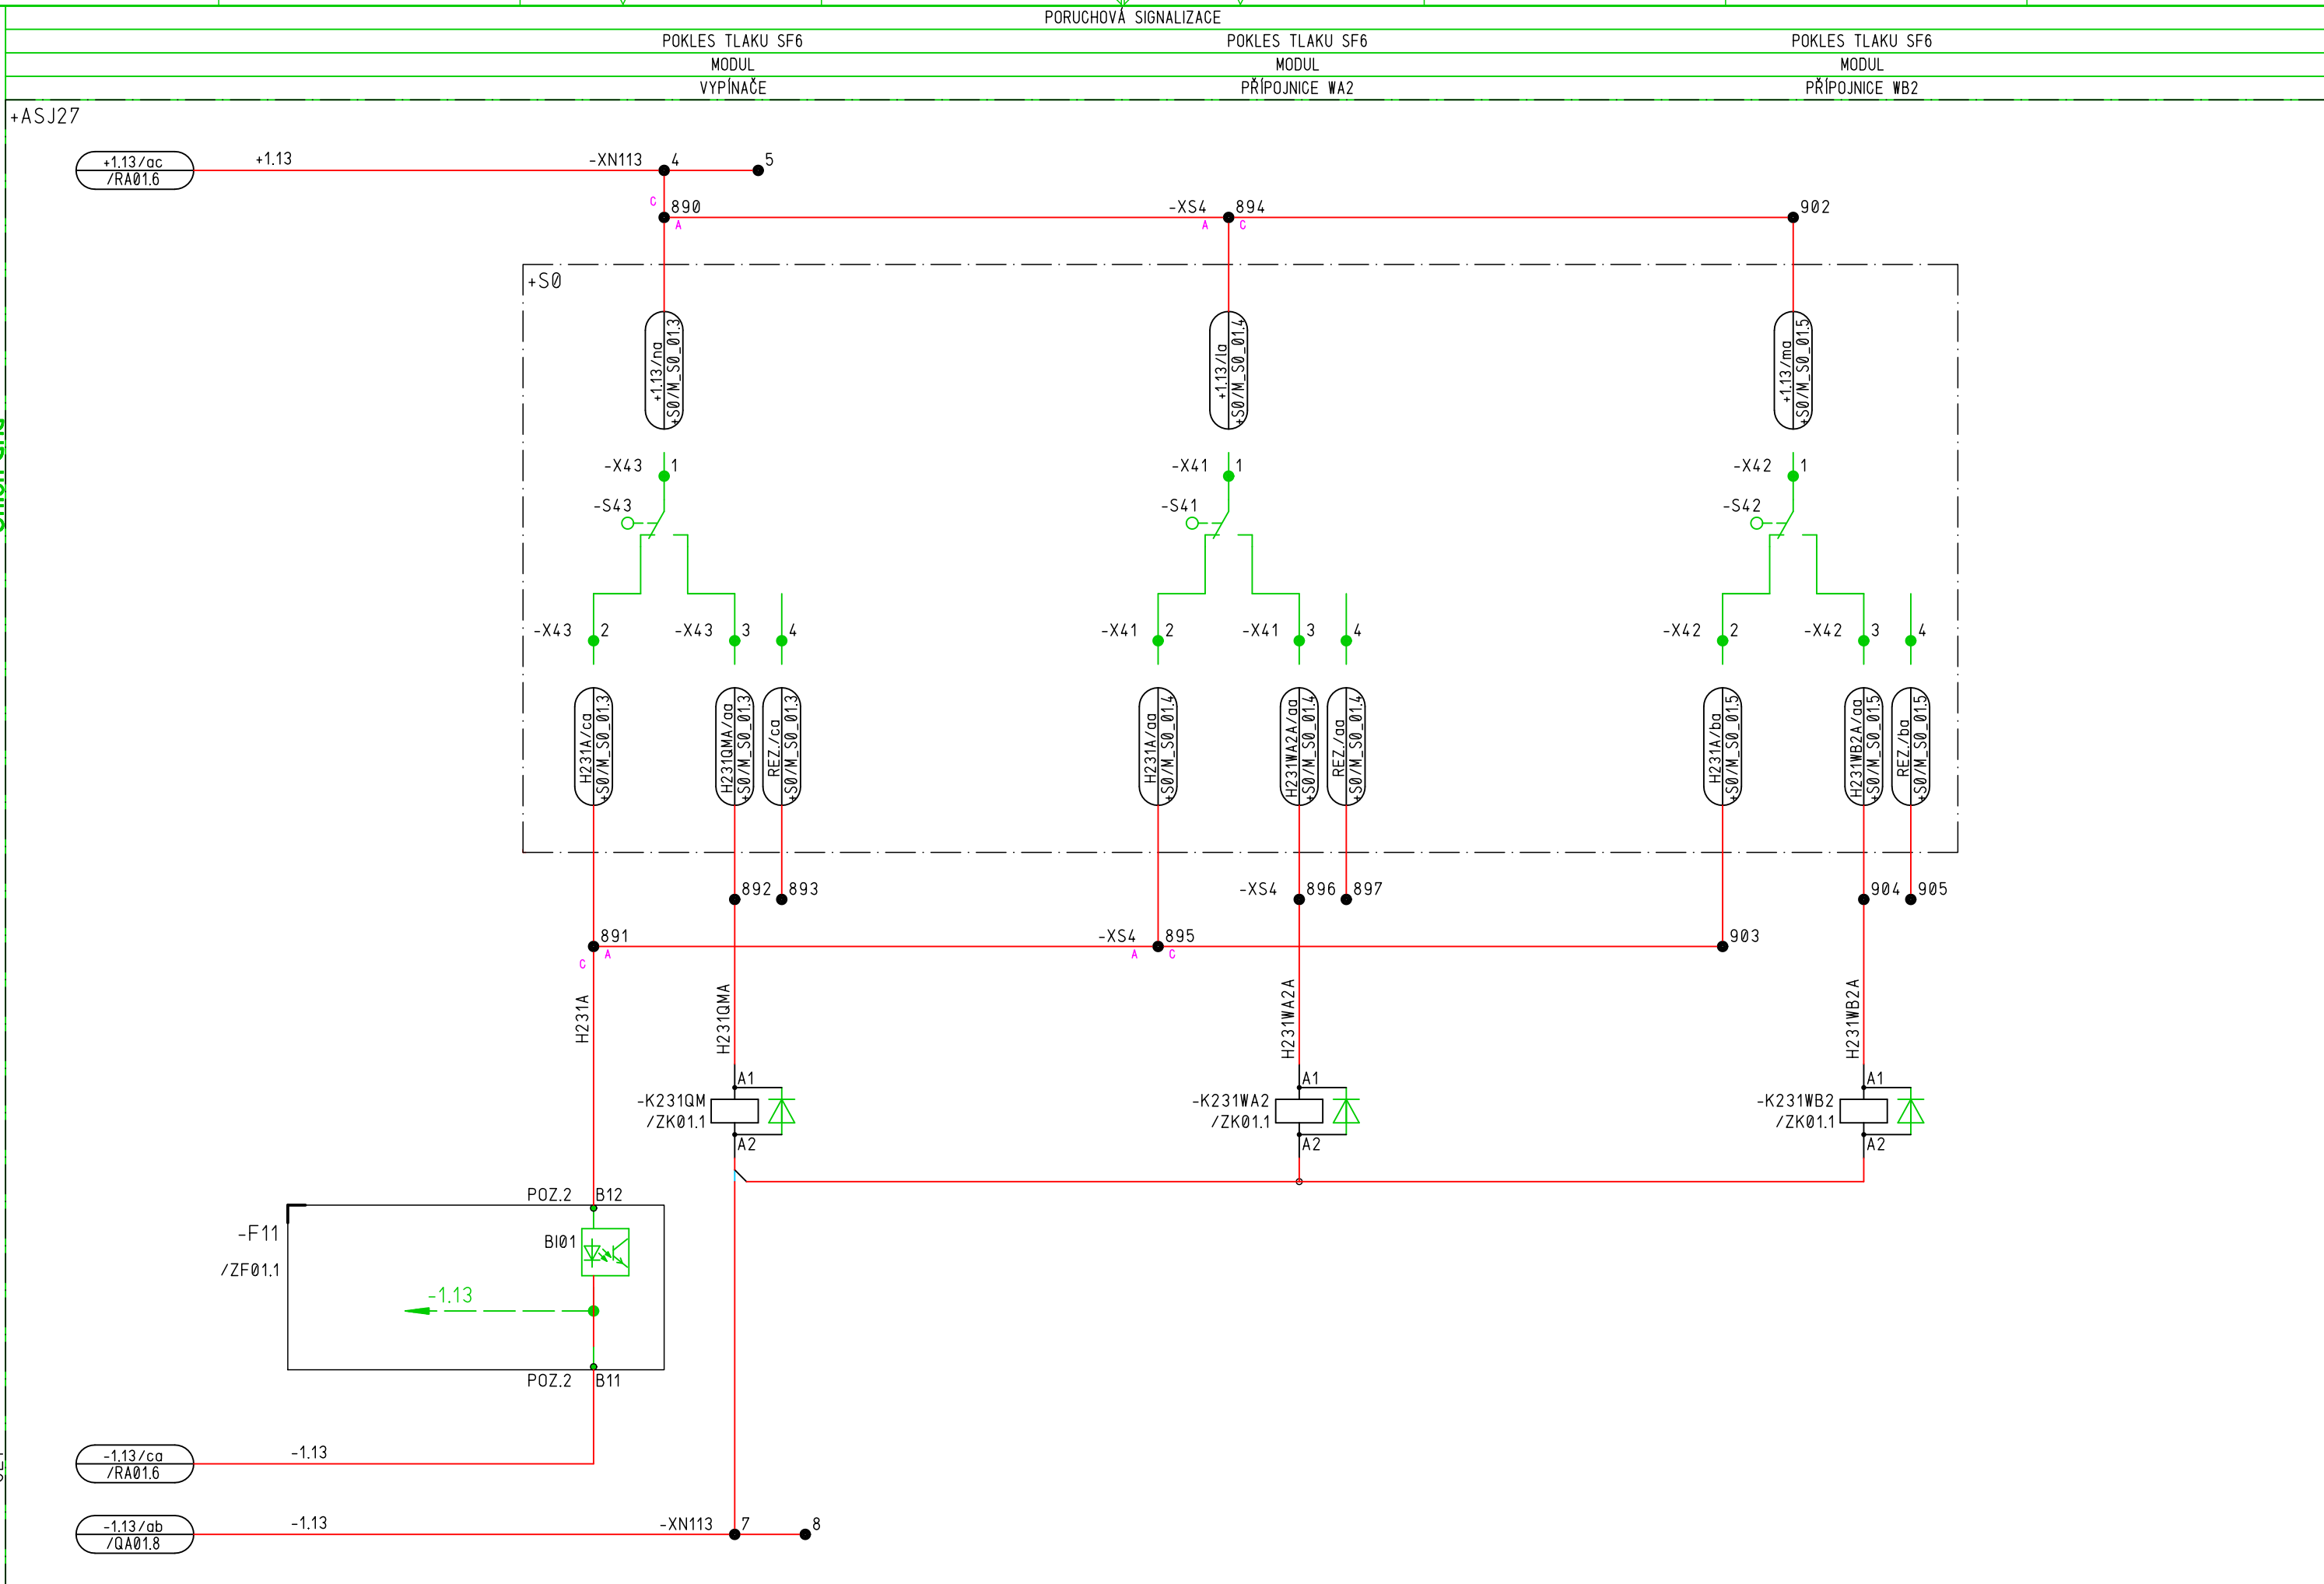 PORUCHOVÁ SIGNALIZACE
POKLES TLAKU SF6 POKLES TLAKU SF6 POKLES TLAKU SF6
MODUL MODUL MODUL
VYPÍNAČE PŘÍPOJNICE WA2 PŘÍPOJNICE WB2
+ASJ27
+1.13/ac +1.13 -XN113 4 5
/RA01.6
C 890 -XS4 894 902
A A C
+S0
+1.13/na +1.13/la +1.13/ma
+S0/M_S0_01.3 +S0/M_S0_01.4 +S0/M_S0_01.5
-X43 1 -X41 1 -X42 1
-S43 -S41 -S42
-X43 2 -X43 3 4 -X41 2 -X41 3 4 -X42 2 -X42 3 4
H231A/ca H231QMA/aa REZ./ca H231A/aa H231WA2A/aa REZ./aa H231A/ba H231WB2A/aa REZ./ba
+S0/M_S0_01.3 +S0/M_S0_01.3 +S0/M_S0_01.3 +S0/M_S0_01.4 +S0/M_S0_01.4 +S0/M_S0_01.4 +S0/M_S0_01.5 +S0/M_S0_01.5 +S0/M_S0_01.5
892 893 -XS4 896 897 904 905
891 -XS4 895 903
C A A C
H231A H231QMA H231WA2A H231WB2A
A1 A1 A1
-K231QM -K231WA2 -K231WB2
/ZK01.1 /ZK01.1 /ZK01.1
A2 A2 A2
POZ.2 B12
-F11
BI01
/ZF01.1
-1.13
POZ.2 B11
-1.13/ca -1.13
/RA01.6
-1.13/ab -1.13 -XN113 7 8
/QA01.8